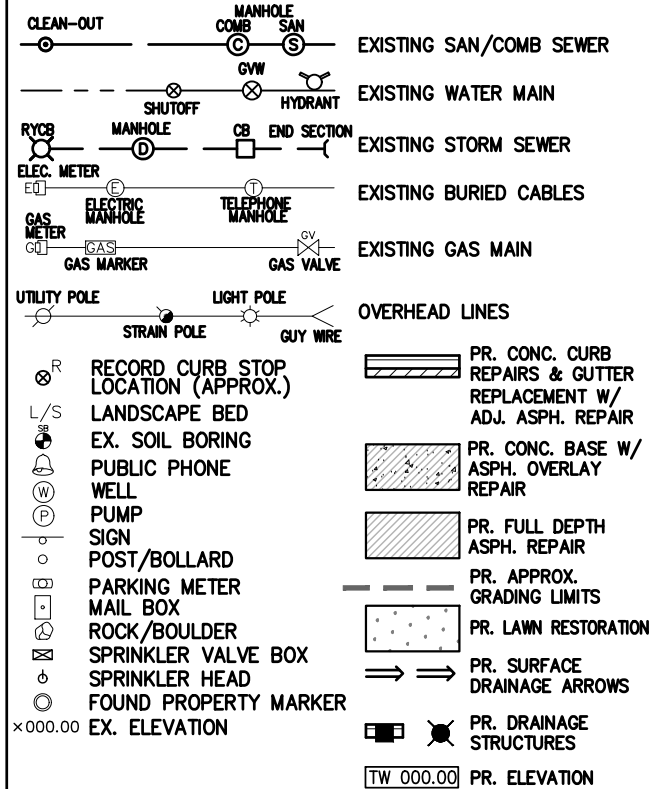 MANHOLE
CLEAN-OUT COMB SAN
C S EXISTING SAN/COMB SEWER
GVW
EXISTING WATER MAIN
SHUTOFF HYDRANT
RYCB MANHOLE CB END SECTION
D EXISTING STORM SEWER
ELEC. METER
E E T EXISTING BURIED CABLES
ELECTRIC MANHOLE TELEPHONE MANHOLE
GAS METER GV
G GAS EXISTING GAS MAIN
GAS MARKER GAS VALVE
UTILITY POLE LIGHT POLE
OVERHEAD LINES
STRAIN POLE GUY WIRE
R RECORD CURB STOP
LOCATION (APPROX.)
L/S LANDSCAPE BED
SB EX. SOIL BORING
PUBLIC PHONE
W WELL
P PUMP
SIGN
POST/BOLLARD
PARKING METER
MAIL BOX
ROCK/BOULDER
SPRINKLER VALVE BOX
SPRINKLER HEAD
FOUND PROPERTY MARKER
×000.00 EX. ELEVATION
PR. CONC. CURB
REPAIRS & GUTTER
REPLACEMENT W/
ADJ. ASPH. REPAIR
PR. CONC. BASE W/
ASPH. OVERLAY
REPAIR
PR. FULL DEPTH
ASPH. REPAIR
PR. APPROX.
GRADING LIMITS
PR. LAWN RESTORATION
PR. SURFACE
DRAINAGE ARROWS
PR. DRAINAGE
STRUCTURES
TW 000.00 PR. ELEVATION